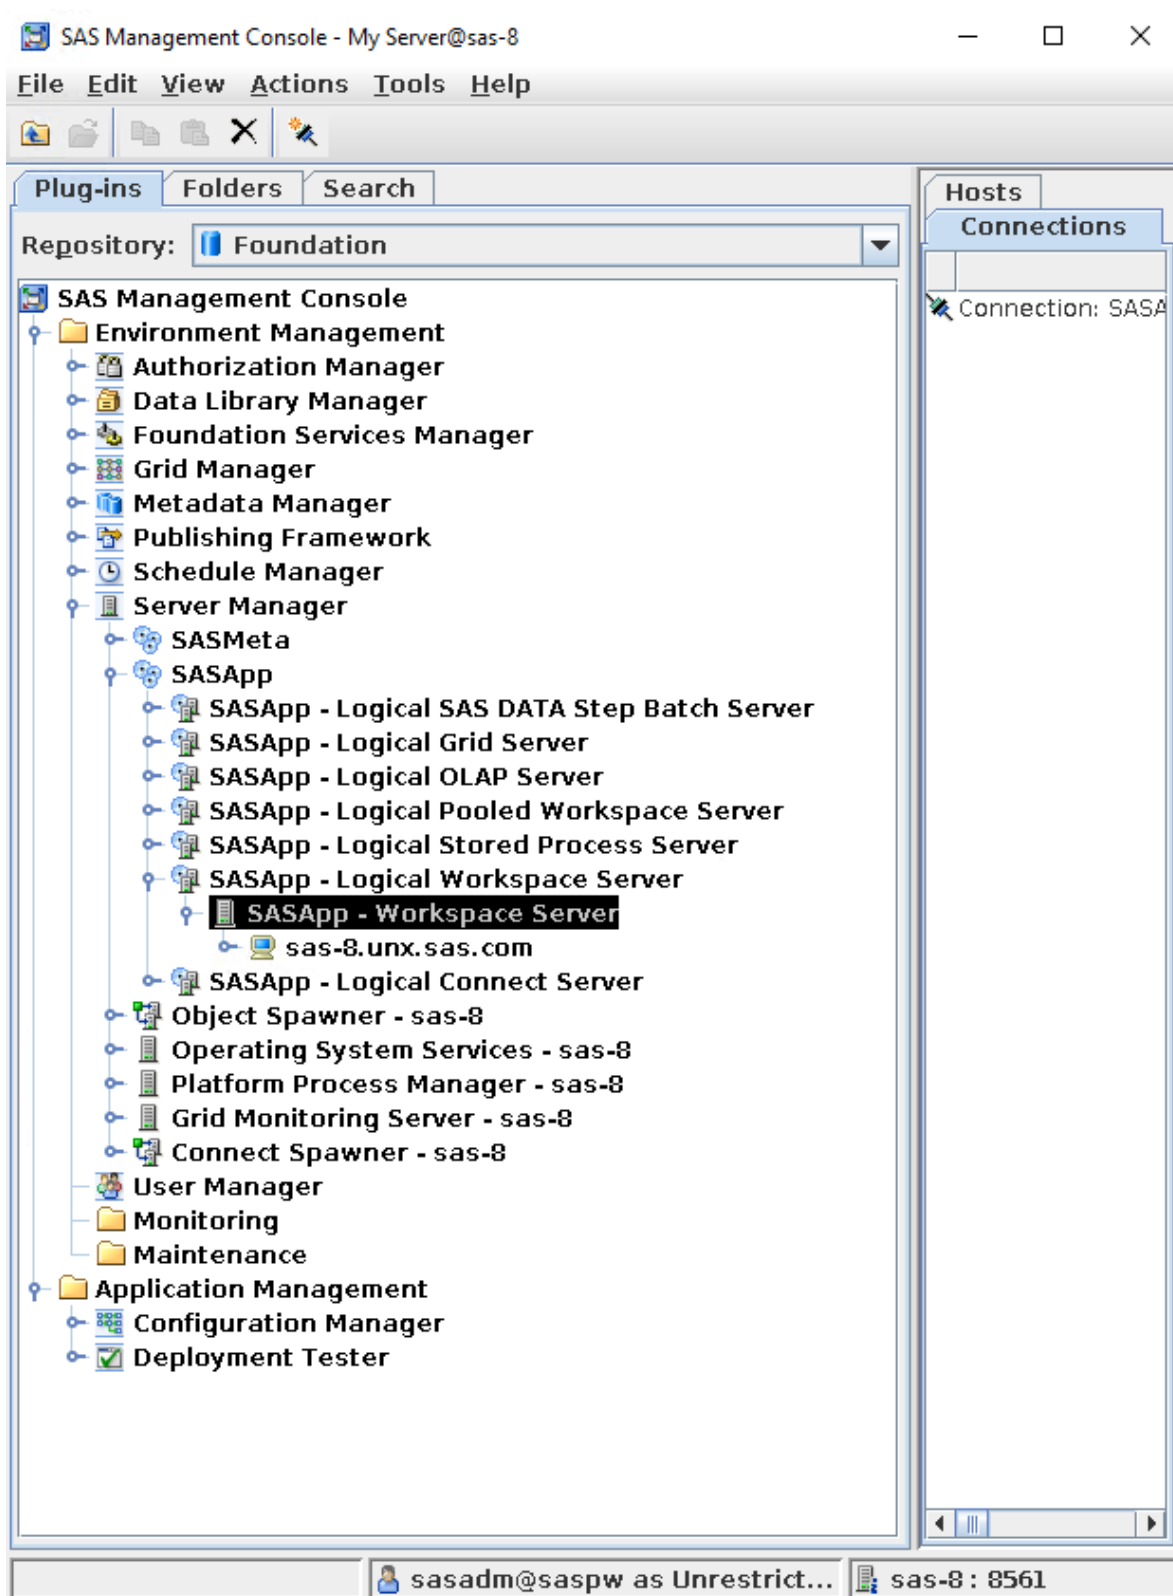 SAS Management Console - My Server@sas-8
File Edit View Actions Tools Help
Plug-ins Folders Search
Repository: Foundation
SAS Management Console
Environment Management
Authorization Manager
Data Library Manager
Foundation Services Manager
Grid Manager
Metadata Manager
Publishing Framework
Schedule Manager
Server Manager
SASMeta
SASApp
SASApp - Logical SAS DATA Step Batch Server
SASApp - Logical Grid Server
SASApp - Logical OLAP Server
SASApp - Logical Pooled Workspace Server
SASApp - Logical Stored Process Server
SASApp - Logical Workspace Server
SASApp - Workspace Server
sas-8.unx.sas.com
SASApp - Logical Connect Server
Object Spawner - sas-8
Operating System Services - sas-8
Platform Process Manager - sas-8
Grid Monitoring Server - sas-8
Connect Spawner - sas-8
User Manager
Monitoring
Maintenance
Application Management
Configuration Manager
Deployment Tester
Hosts
Connections
Connection: SASA
sasadm@saspw as Unrestrict...
sas-8 : 8561